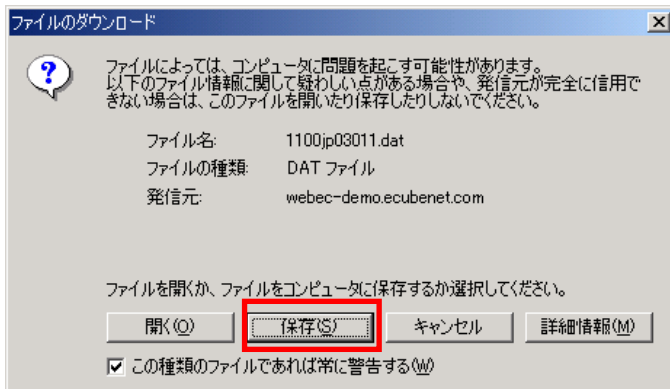 ファイルのダウンロード
ファイルによっては、コンピュータに問題を起こす可能性があります。
以下のファイル情報に関して疑わしい点がある場合や、発信元が完全に信用で
きない場合は、このファイルを開いたり保存したりしないでください。
ファイル名: 1100jp03011.dat
ファイルの種類: DAT ファイル
発信元: webec-demo.ecubenet.com
ファイルを開くか、ファイルをコンピュータに保存するか選択してください。
開く(O) 保存(S) キャンセル 詳細情報(M)
この種類のファイルであれば常に警告する(W)